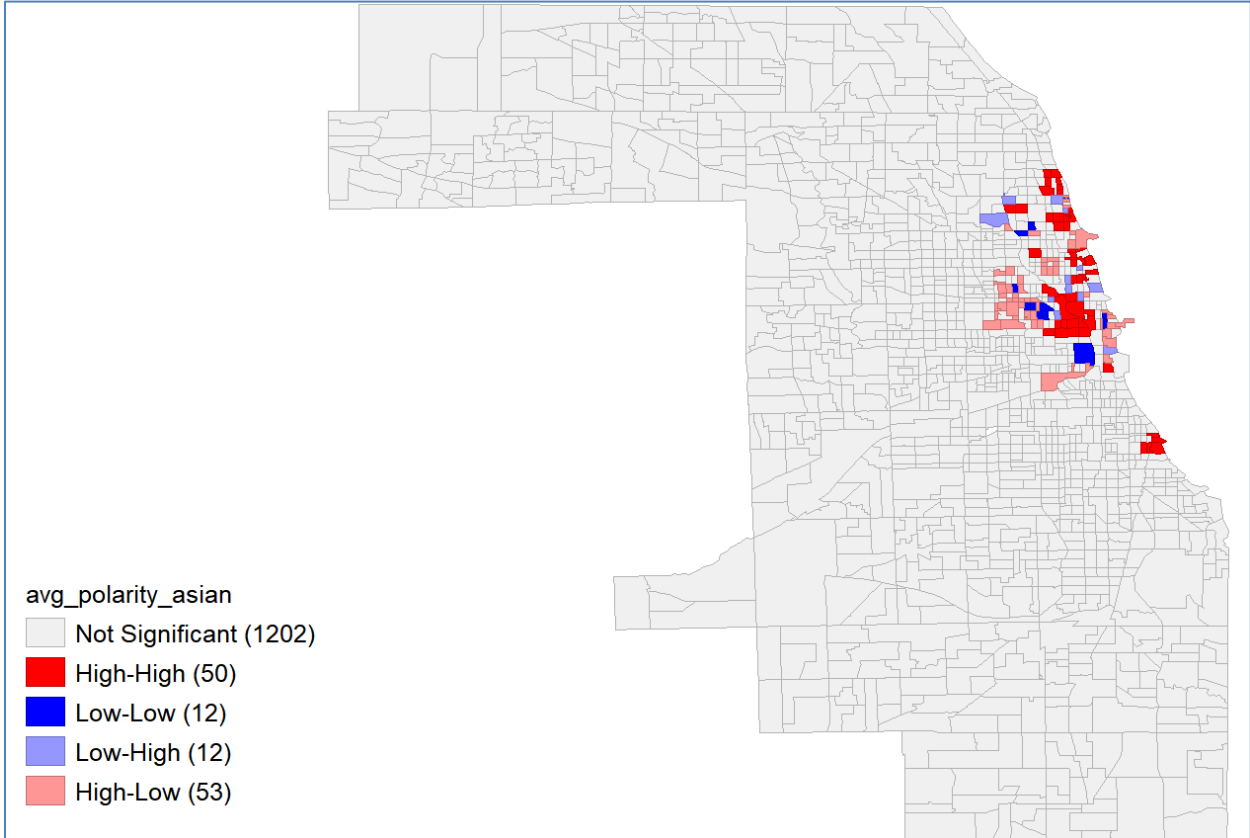 avg_polarity_asian
Not Significant (1202)
High-High (50)
Low-Low (12)
Low-High (12)
High-Low (53)